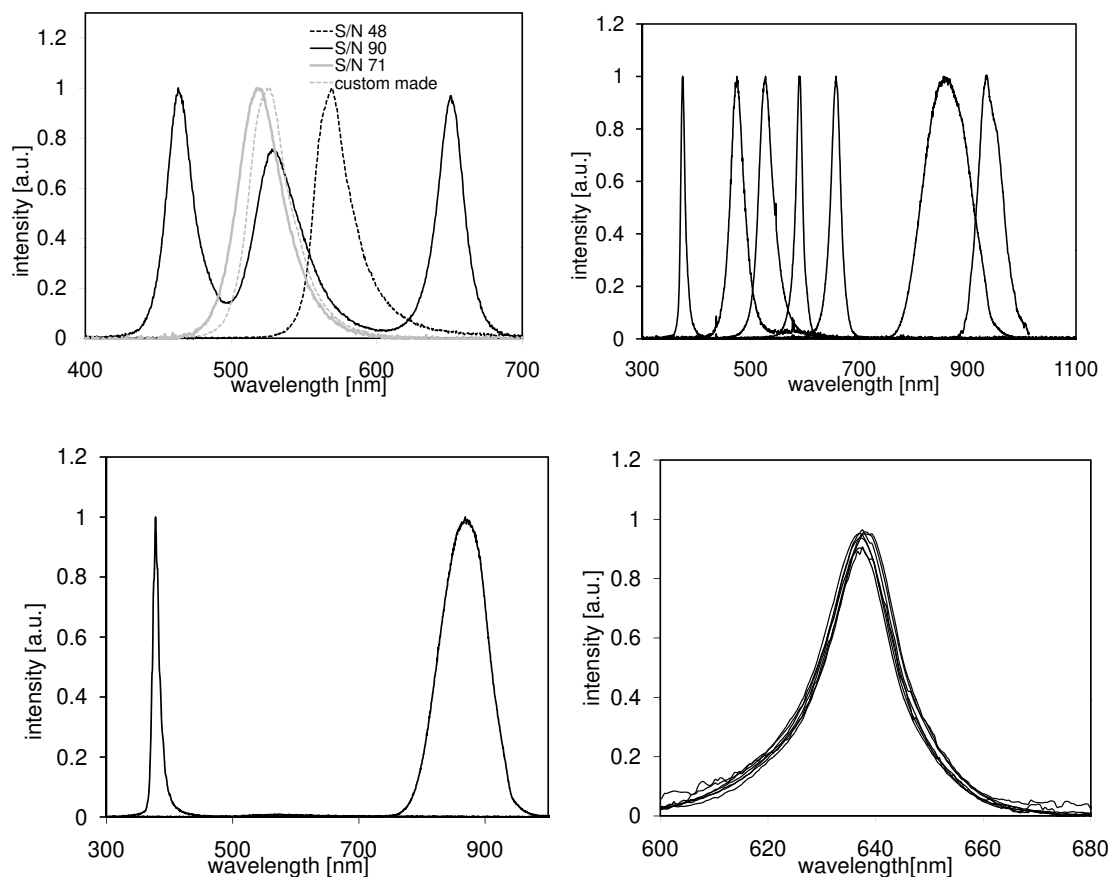 1.2
1
0.8
0.6
0.4
0.2
0
intensity [a.u.]
S/N 48
S/N 90
S/N 71
custom made
400 500 600 700
wavelength [nm]
1.2
1
0.8
0.6
0.4
0.2
0
intensity [a.u.]
300 500 700 900 1100
wavelength [nm]
1.2
1
0.8
0.6
0.4
0.2
0
intensity [a.u.]
300 500 700 900
wavelength [nm]
1.2
1
0.8
0.6
0.4
0.2
0
intensity [a.u.]
600 620 640 660 680
wavelength[nm]